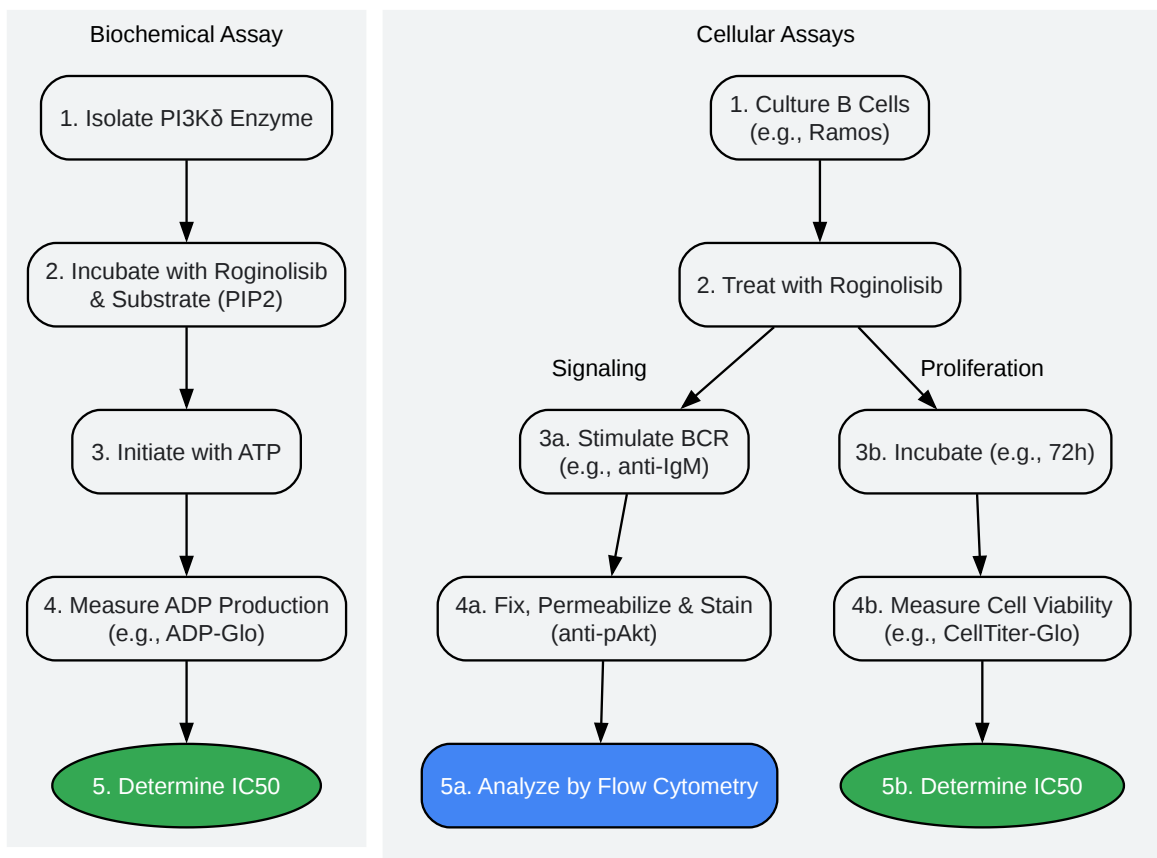 Biochemical Assay
1. Isolate PI3Kδ Enzyme
2. Incubate with Roginolisib
& Substrate (PIP2)
3. Initiate with ATP
4. Measure ADP Production
(e.g., ADP-Glo)
5. Determine IC50
Cellular Assays
1. Culture B Cells
(e.g., Ramos)
2. Treat with Roginolisib
Signaling
3a. Stimulate BCR
(e.g., anti-IgM)
4a. Fix, Permeabilize & Stain
(anti-pAkt)
5a. Analyze by Flow Cytometry
Proliferation
3b. Incubate (e.g., 72h)
4b. Measure Cell Viability
(e.g., CellTiter-Glo)
5b. Determine IC50